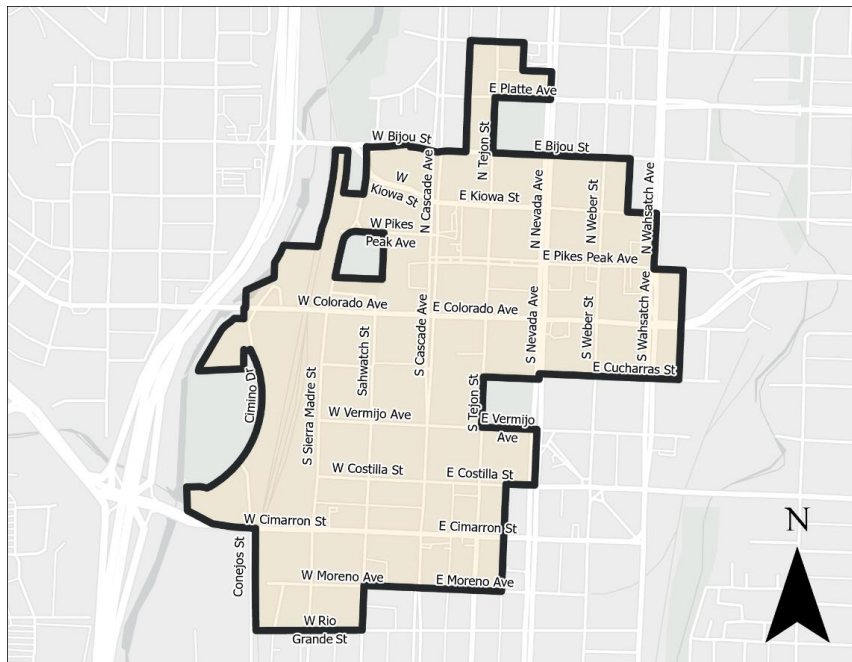 E Platte Ave
W Bijou St
E Bijou St
N Tejon St
N Cascade Ave
W
Kiowa St
E Kiowa St
N Nevada Ave
N Weber St
N Wahsatch Ave
W Pikes
Peak Ave
E Pikes Peak Ave
W Colorado Ave
E Colorado Ave
S Cascade Ave
S Nevada Ave
S Weber St
S Wahsatch Ave
Sahwatch St
E Cucharras St
Cimino Dr
S Sierra Madre St
S Tejon St
W Vermijo Ave
E Vermijo
Ave
W Costilla St
E Costilla St
W Cimarron St
E Cimarron St
N
Conejos St
W Moreno Ave
E Moreno Ave
W Rio
Grande St